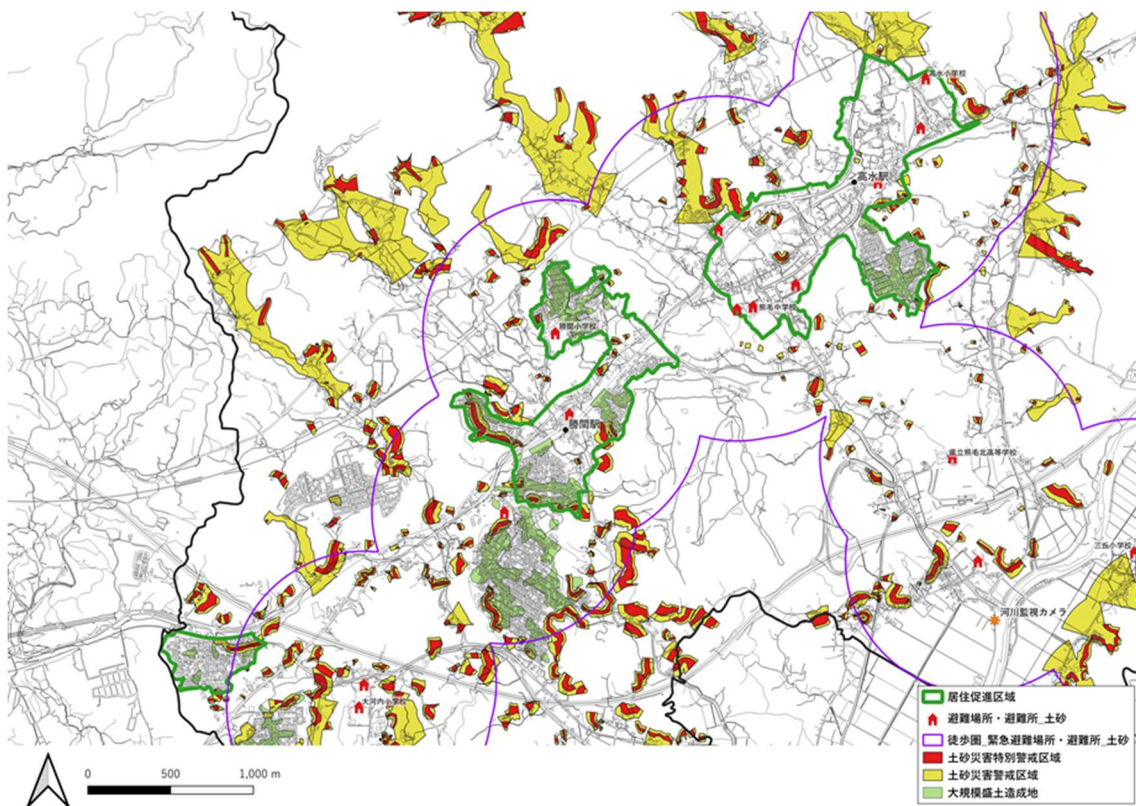 高水小学校
高水駅
熊毛中学校
勝間小学校
勝間駅
県立熊毛北高等学校
三丘小学校
河川監視カメラ
大河内小学校
居住促進区域
避難場所・避難所_土砂
徒歩圏_緊急避難場所・避難所_土砂
土砂災害特別警戒区域
土砂災害警戒区域
大規模盛土造成地
0 500 1,000 m